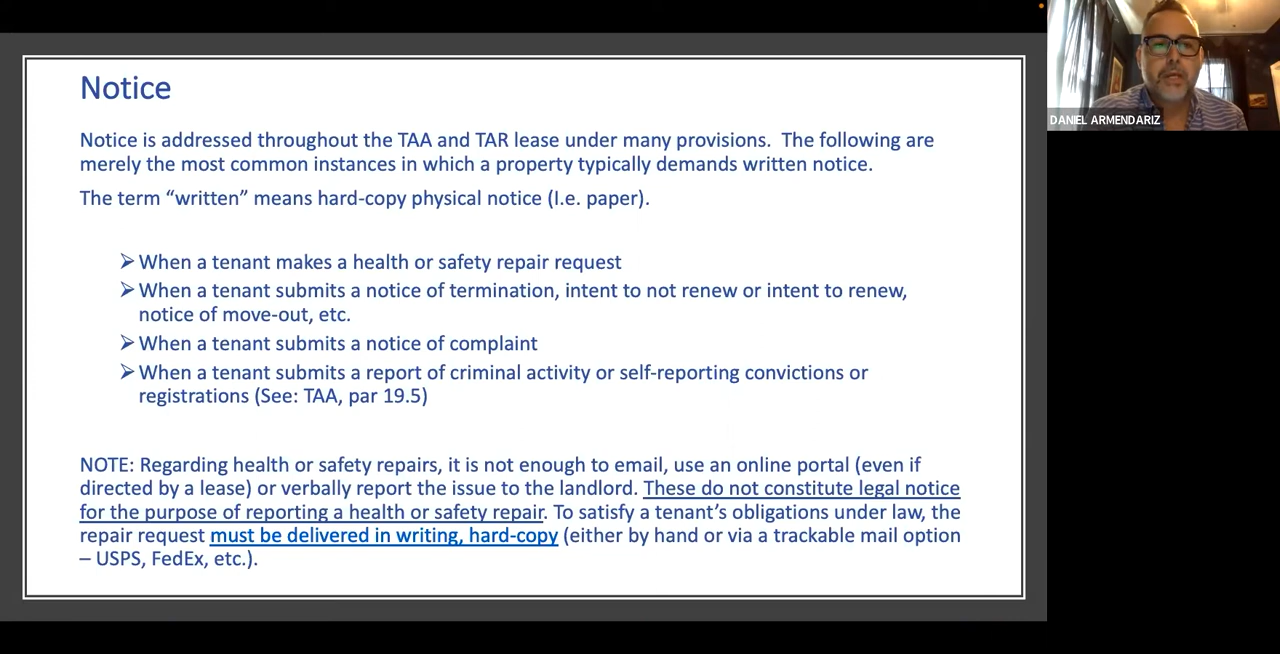 Notice
Notice is addressed throughout the TAA and TAR lease under many provisions.  The following are
merely the most common instances in which a property typically demands written notice.
The term “written” means hard-copy physical notice (I.e. paper).
➢ When a tenant makes a health or safety repair request
➢ When a tenant submits a notice of termination, intent to not renew or intent to renew,
notice of move-out, etc.
➢ When a tenant submits a notice of complaint
➢ When a tenant submits a report of criminal activity or self-reporting convictions or
registrations (See: TAA, par 19.5)
NOTE: Regarding health or safety repairs, it is not enough to email, use an online portal (even if
directed by a lease) or verbally report the issue to the landlord. These do not constitute legal notice
for the purpose of reporting a health or safety repair. To satisfy a tenant’s obligations under law, the
repair request must be delivered in writing, hard-copy (either by hand or via a trackable mail option
– USPS, FedEx, etc.).
DANIEL ARMENDARIZ